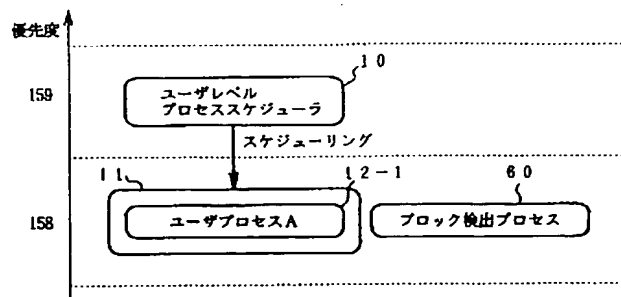 優先度
10
159
ユーザレベル
プロセススケジューラ
スケジューリング
11
12-1
60
158
ユーザプロセスA
ブロック検出プロセス